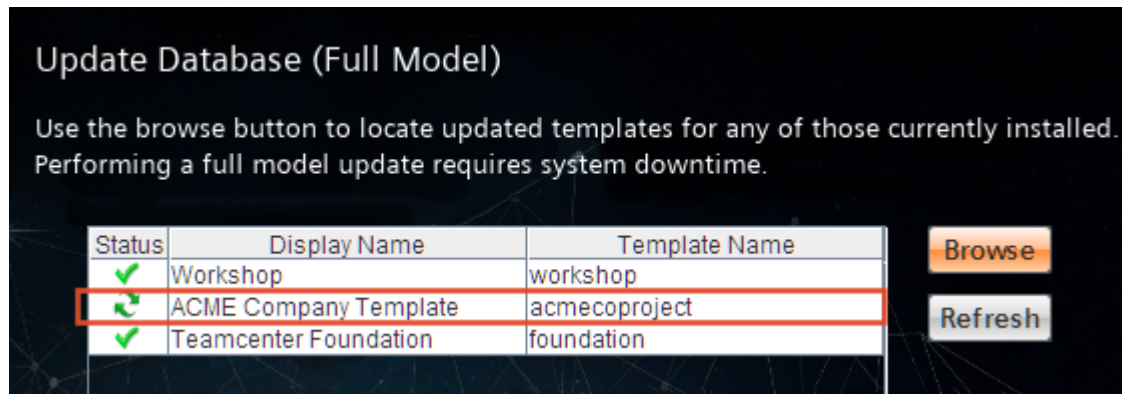 Update Database (Full Model)
Use the browse button to locate updated templates for any of those currently installed.
Performing a full model update requires system downtime.
Status Display Name Template Name
Workshop workshop
ACME Company Template acmecoproject
Teamcenter Foundation foundation
Browse
Refresh